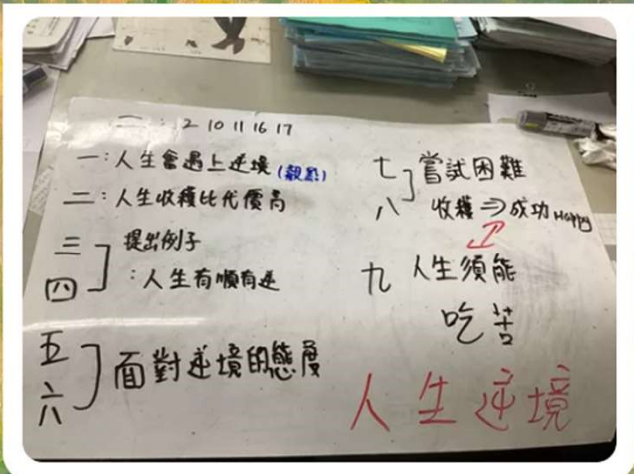 二: 2 10 11 16 17
一:人生會遇上逆境 (觀點)
二:人生收穫比代價高
三
四
提出例子
:人生有順有逆
五
六
面對逆境的態度
七
八
嘗試困難
收穫⇒成功 Happy
九 人生須能
吃苦
人生逆境